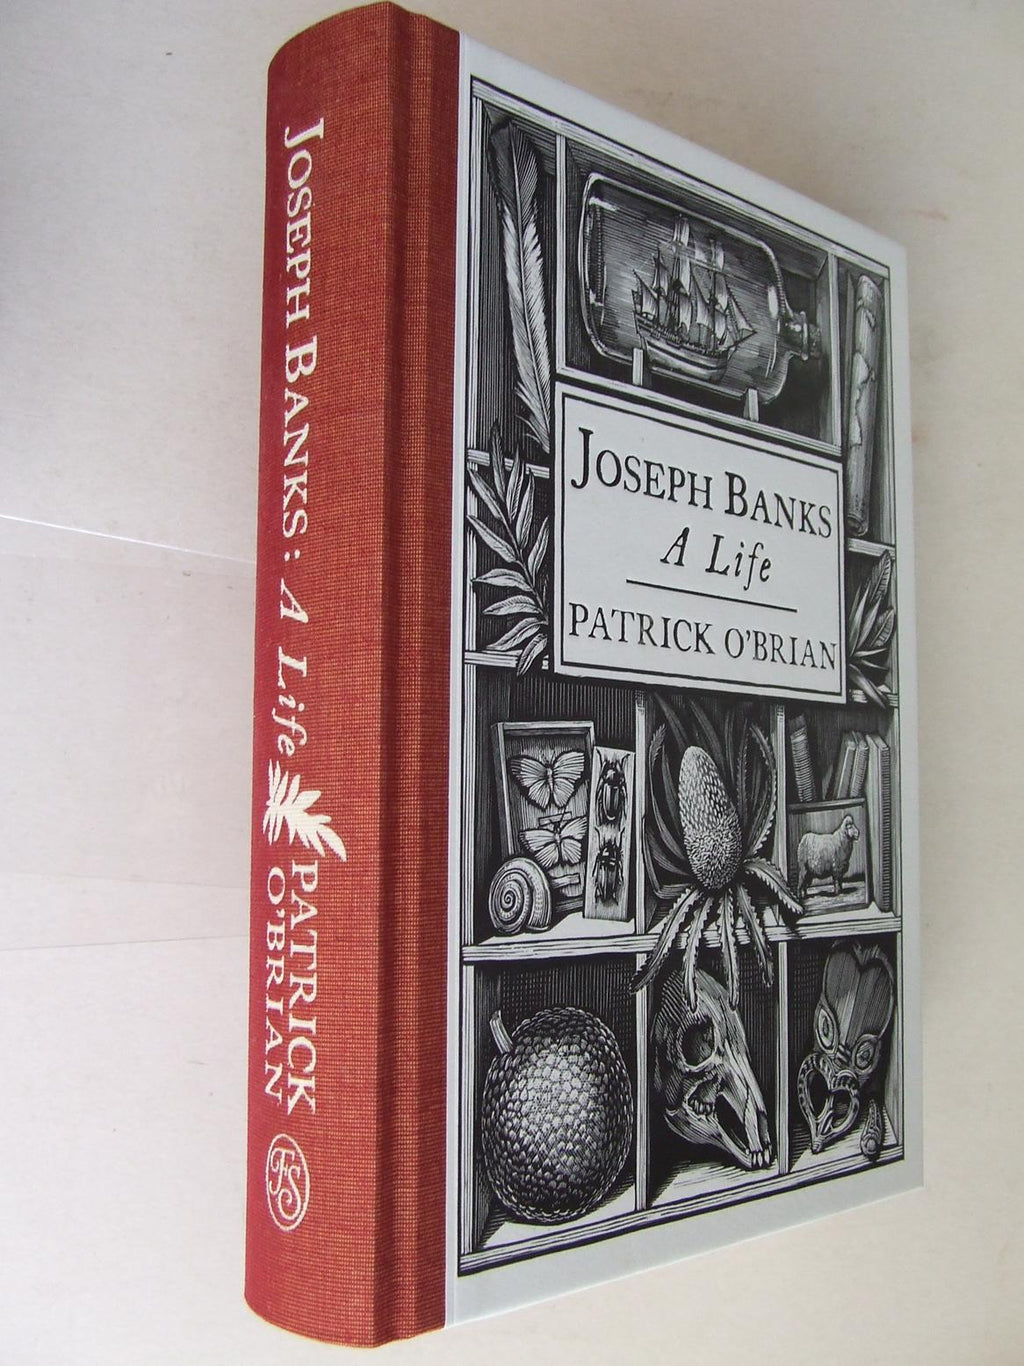 JOSEPH BANKS: A Life PATRICK
O'BRIAN
FS
JOSEPH BANKS
A Life
PATRICK O'BRIAN